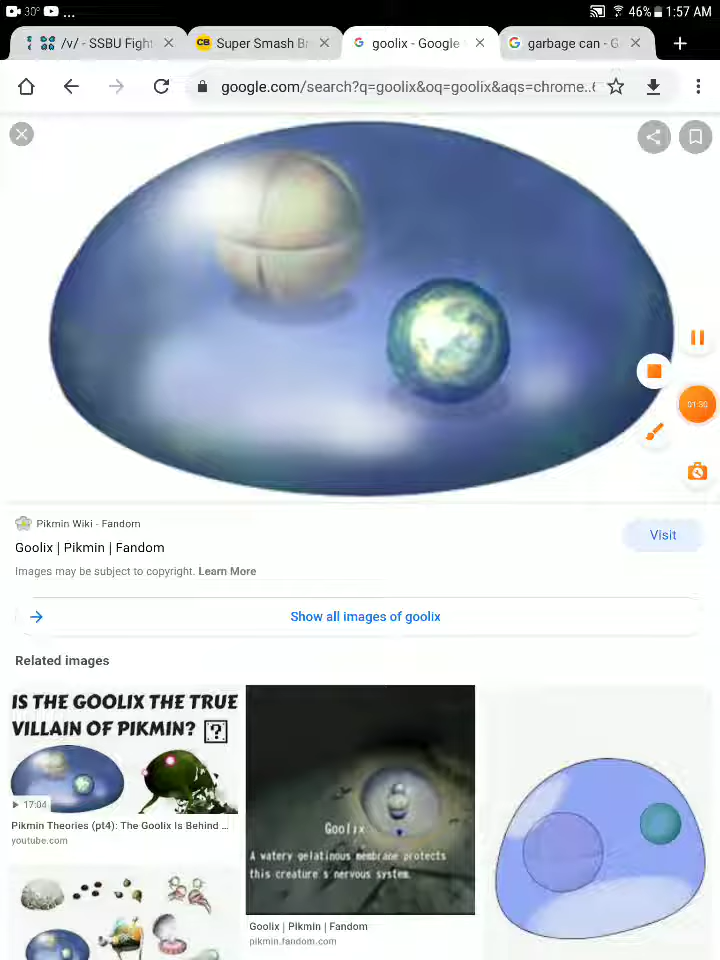 30° ... 46% 1:57 AM
/v/ - SSBU Fight
CB Super Smash Br
goolix - Google
garbage can - G
google.com/search?q=goolix&oq=goolix&aqs=chrome..
01:30
Pikmin Wiki - Fandom
Goolix | Pikmin | Fandom
Visit
Images may be subject to copyright. Learn More
Show all images of goolix
Related images
IS THE GOOLIX THE TRUE
VILLAIN OF PIKMIN? ?
17:04
Pikmin Theories (pt4): The Goolix Is Behind ...
youtube.com
Goolix
A watery gelatinous membrane protects
this creature's nervous system.
Goolix | Pikmin | Fandom
pikmin.fandom.com